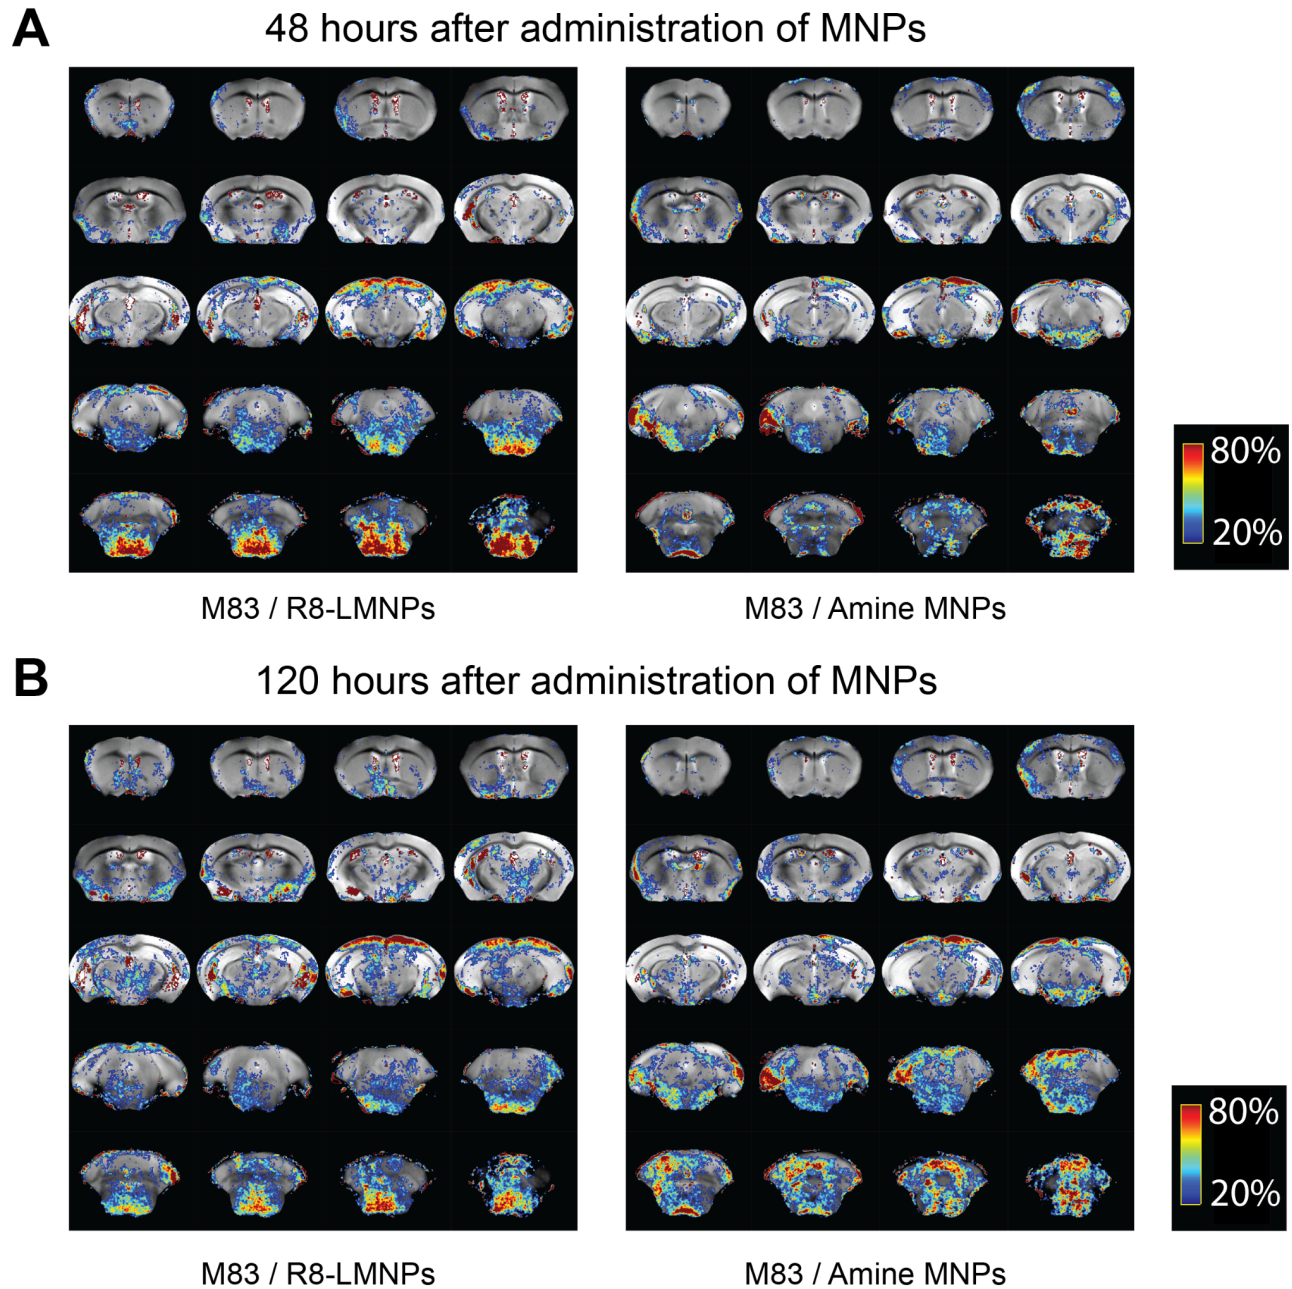 A
48 hours after administration of MNPs
80%
20%
M83 / R8-LMNPs
M83 / Amine MNPs
B
120 hours after administration of MNPs
80%
20%
M83 / R8-LMNPs
M83 / Amine MNPs